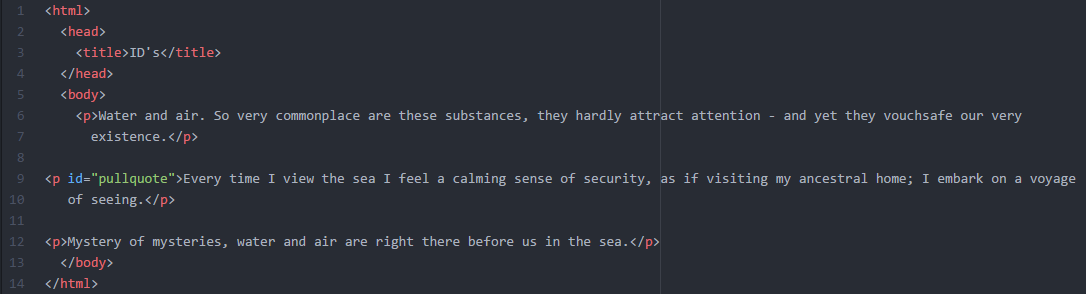 1 <html>
2   <head>
3     <title>ID's</title>
4   </head>
5   <body>
6     <p>Water and air. So very commonplace are these substances, they hardly attract attention - and yet they vouchsafe our very
7       existence.</p>
8
9 <p id="pullquote">Every time I view the sea I feel a calming sense of security, as if visiting my ancestral home; I embark on a voyage
10    of seeing.</p>
11
12 <p>Mystery of mysteries, water and air are right there before us in the sea.</p>
13   </body>
14 </html>